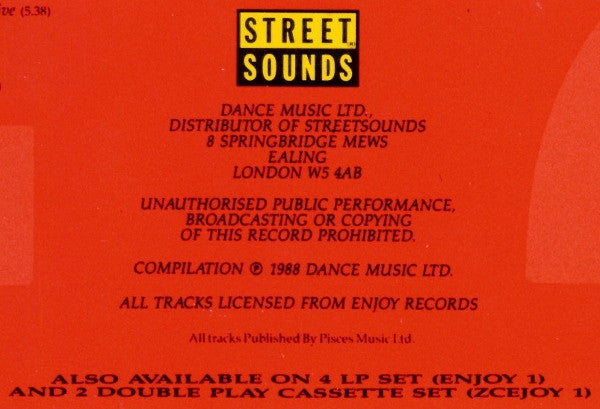 ive (5.38)
STREET
SOUNDS
DANCE MUSIC LTD.,
DISTRIBUTOR OF STREETSOUNDS
8 SPRINGBRIDGE MEWS
EALING
LONDON W5 4AB
UNAUTHORISED PUBLIC PERFORMANCE,
BROADCASTING OR COPYING
OF THIS RECORD PROHIBITED.
COMPILATION ℗ 1988 DANCE MUSIC LTD.
ALL TRACKS LICENSED FROM ENJOY RECORDS
All tracks Published By Pisces Music Ltd.
ALSO AVAILABLE ON 4 LP SET (ENJOY 1)
AND 2 DOUBLE PLAY CASSETTE SET (ZCEJOY 1)